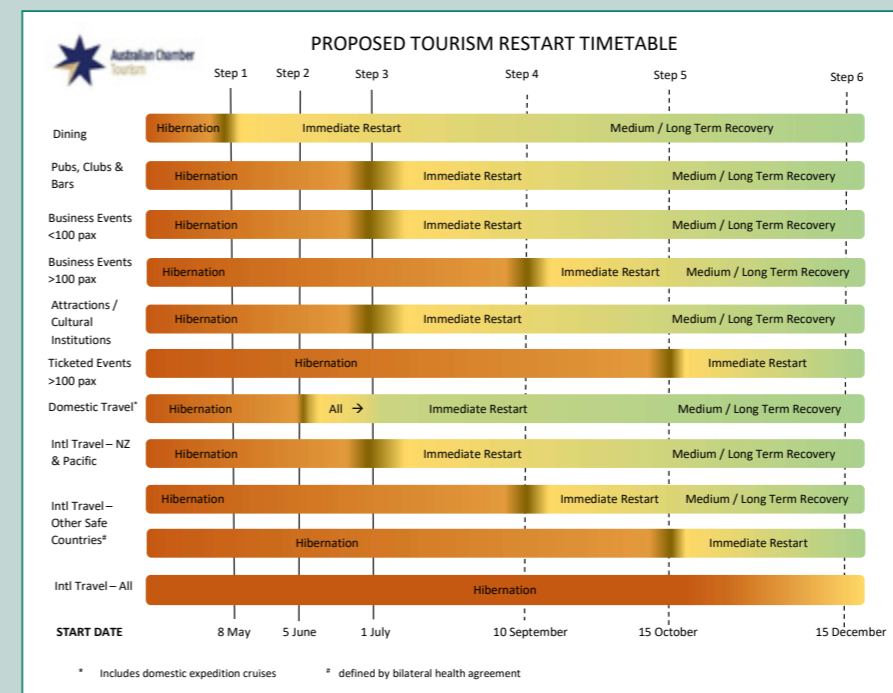 PROPOSED TOURISM RESTART TIMETABLE
Australian Chamber
Tourism
Step 1 Step 2 Step 3 Step 4 Step 5 Step 6
Dining
Hibernation Immediate Restart Medium / Long Term Recovery
Pubs, Clubs &
Bars
Hibernation Immediate Restart Medium / Long Term Recovery
Business Events
<100 pax
Hibernation Immediate Restart Medium / Long Term Recovery
Business Events
>100 pax
Hibernation Immediate Restart Medium / Long Term Recovery
Attractions /
Cultural
Institutions
Hibernation Immediate Restart Medium / Long Term Recovery
Ticketed Events
>100 pax
Hibernation Immediate Restart
Domestic Travel*
Hibernation All → Immediate Restart Medium / Long Term Recovery
Intl Travel – NZ
& Pacific
Hibernation Immediate Restart Medium / Long Term Recovery
Intl Travel –
Other Safe
Countries#
Hibernation Immediate Restart Medium / Long Term Recovery
Hibernation Immediate Restart
Intl Travel – All
Hibernation
START DATE 8 May 5 June 1 July 10 September 15 October 15 December
* Includes domestic expedition cruises # defined by bilateral health agreement